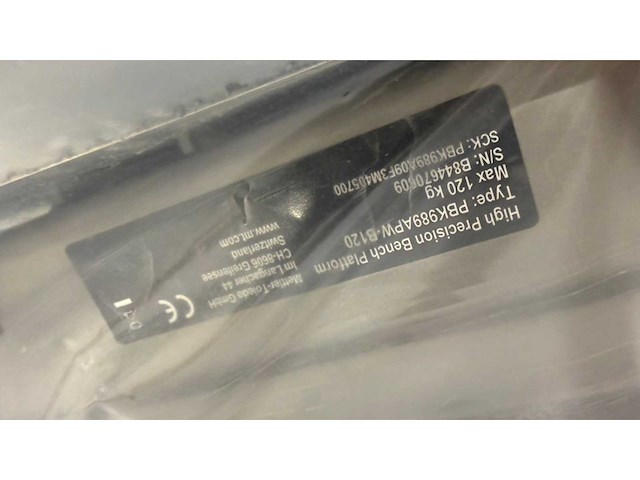 High Precision Bench Platform
Type: PBK989APW-B120
Max 120 kg
S/N: B844670609
SCK: PBK989A09F3M405700
Mettler-Toledo GmbH
Im Langacher 44
CH-8606 Greifensee
Switzerland
www.mt.com
CE